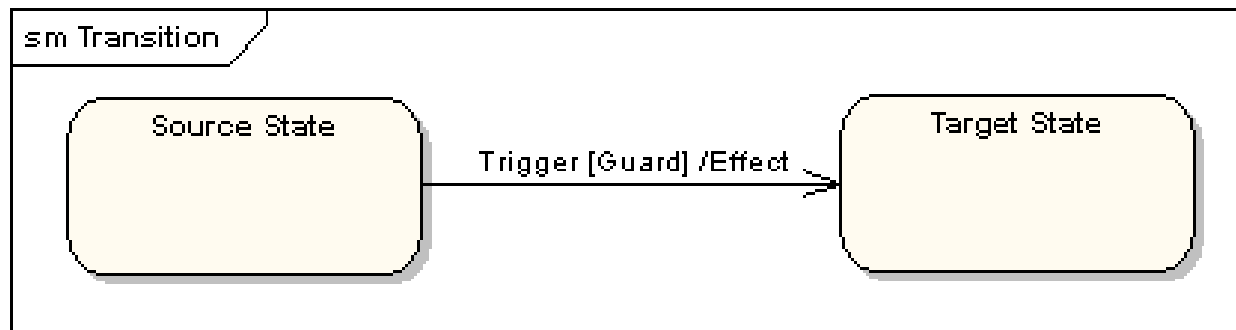 sm Transition
Source State
Target State
Trigger [Guard] /Effect